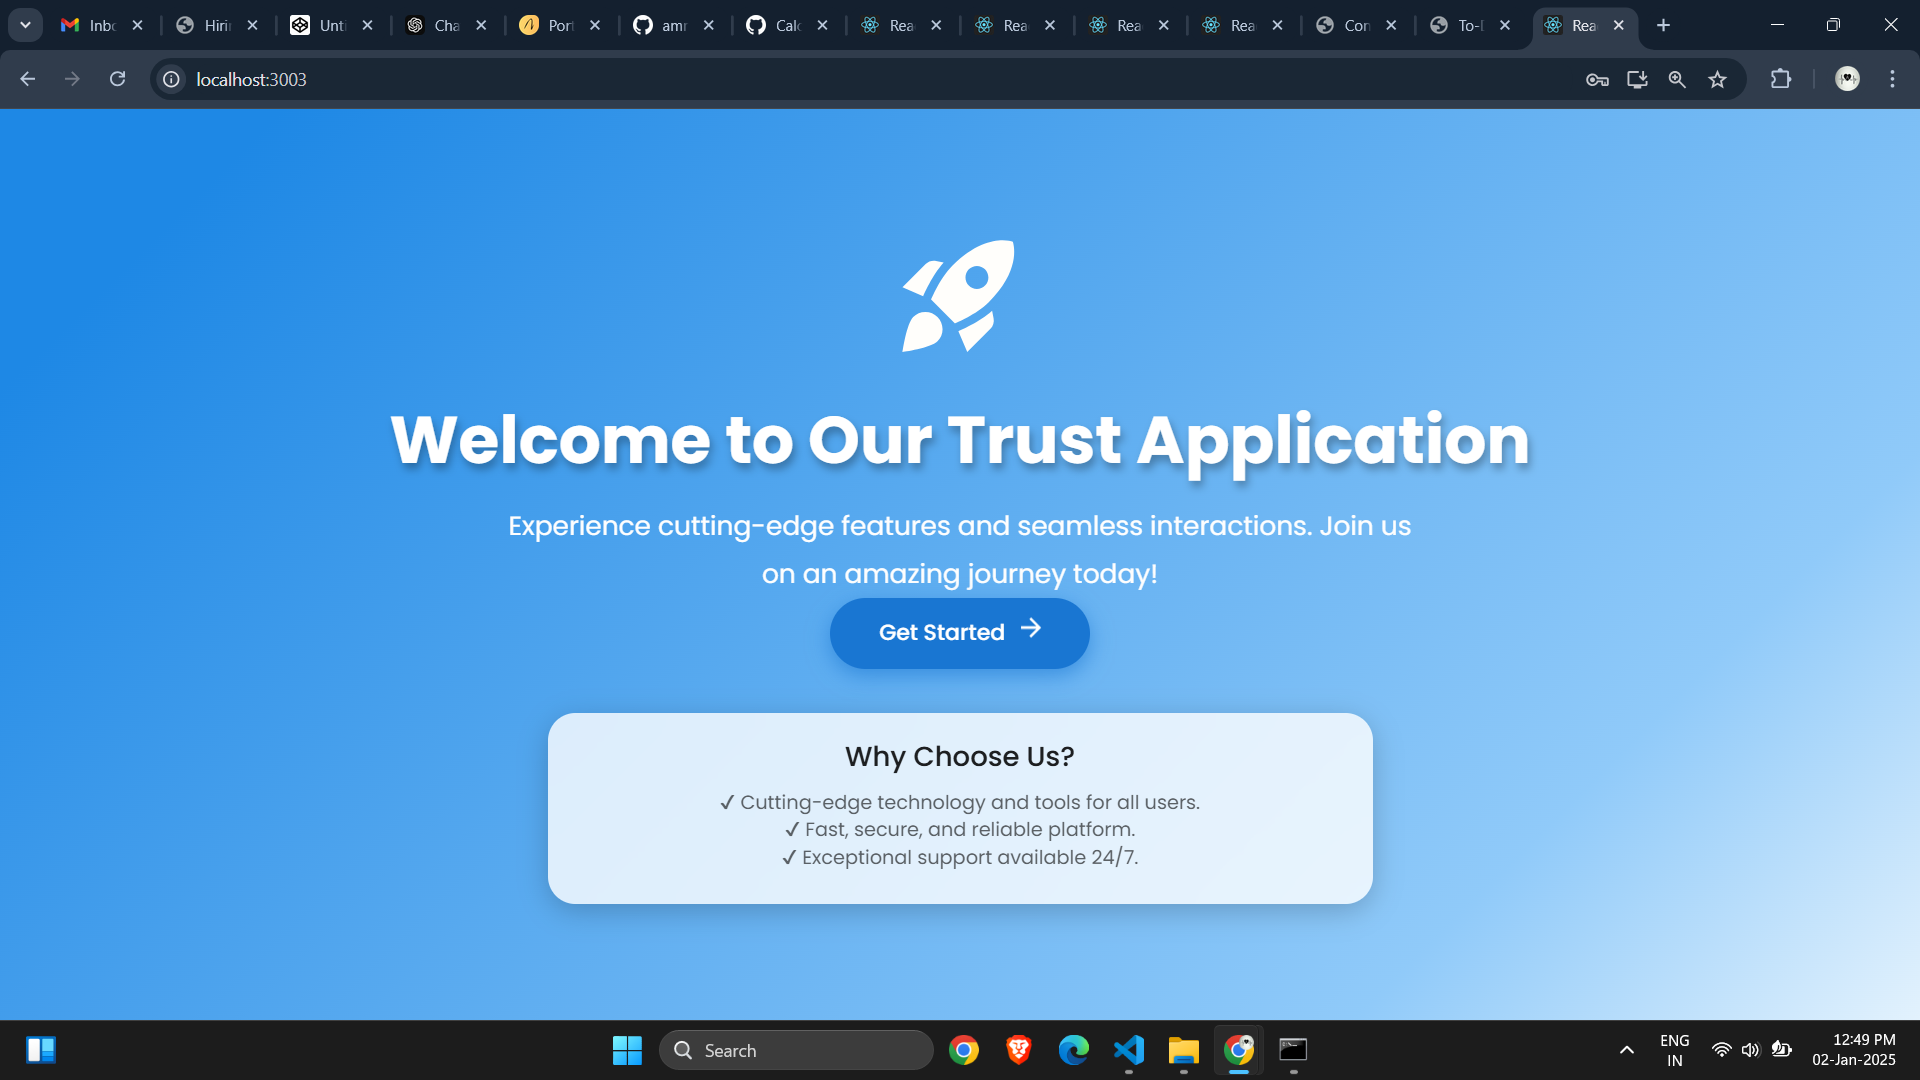 Inbo
Hirin
Unti
Cha
Port
amr
Calc
Rea
Rea
Rea
Rea
Con
To-D
Rea
localhost:3003
Welcome to Our Trust Application
Experience cutting-edge features and seamless interactions. Join us
on an amazing journey today!
Get Started →
Why Choose Us?
✓ Cutting-edge technology and tools for all users.
✓ Fast, secure, and reliable platform.
✓ Exceptional support available 24/7.
Search
ENG
IN
12:49 PM
02-Jan-2025